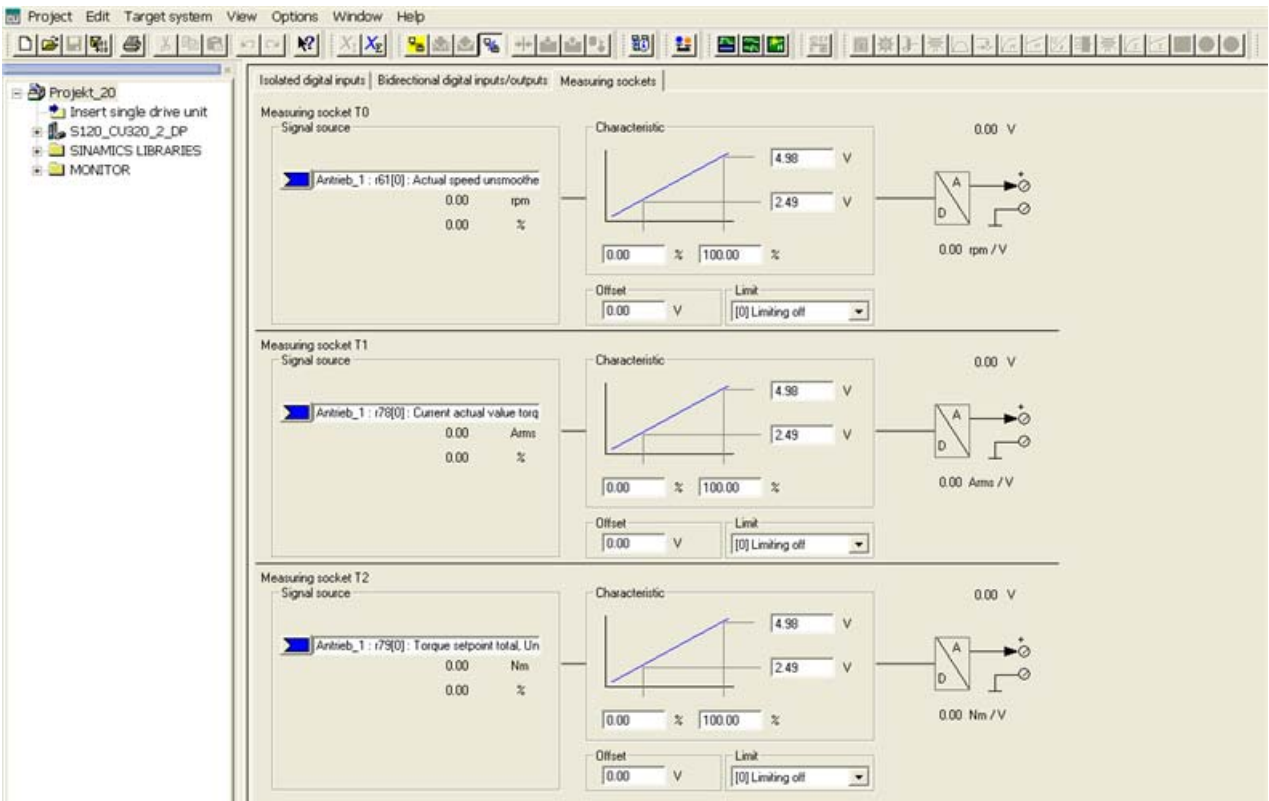 Project Edit Target system View Options Window Help
Projekt_20
Insert single drive unit
S120_CU320_2_DP
SINAMICS LIBRARIES
MONITOR
Isolated digital inputs Bidirectional digital inputs/outputs Measuring sockets
Measuring socket T0
Signal source
Antrieb_1 : r61[0] : Actual speed unsmoothe
0.00 rpm
0.00 %
Characteristic
4.98 V
2.49 V
0.00 % 100.00 %
Offset
0.00 V
Limit
[0] Limiting off
0.00 V
A
D
0.00 rpm / V
Measuring socket T1
Signal source
Antrieb_1 : r78[0] : Current actual value torq
0.00 Arms
0.00 %
Characteristic
4.98 V
2.49 V
0.00 % 100.00 %
Offset
0.00 V
Limit
[0] Limiting off
0.00 V
A
D
0.00 Arms / V
Measuring socket T2
Signal source
Antrieb_1 : r79[0] : Torque setpoint total, Un
0.00 Nm
0.00 %
Characteristic
4.98 V
2.49 V
0.00 % 100.00 %
Offset
0.00 V
Limit
[0] Limiting off
0.00 V
A
D
0.00 Nm / V